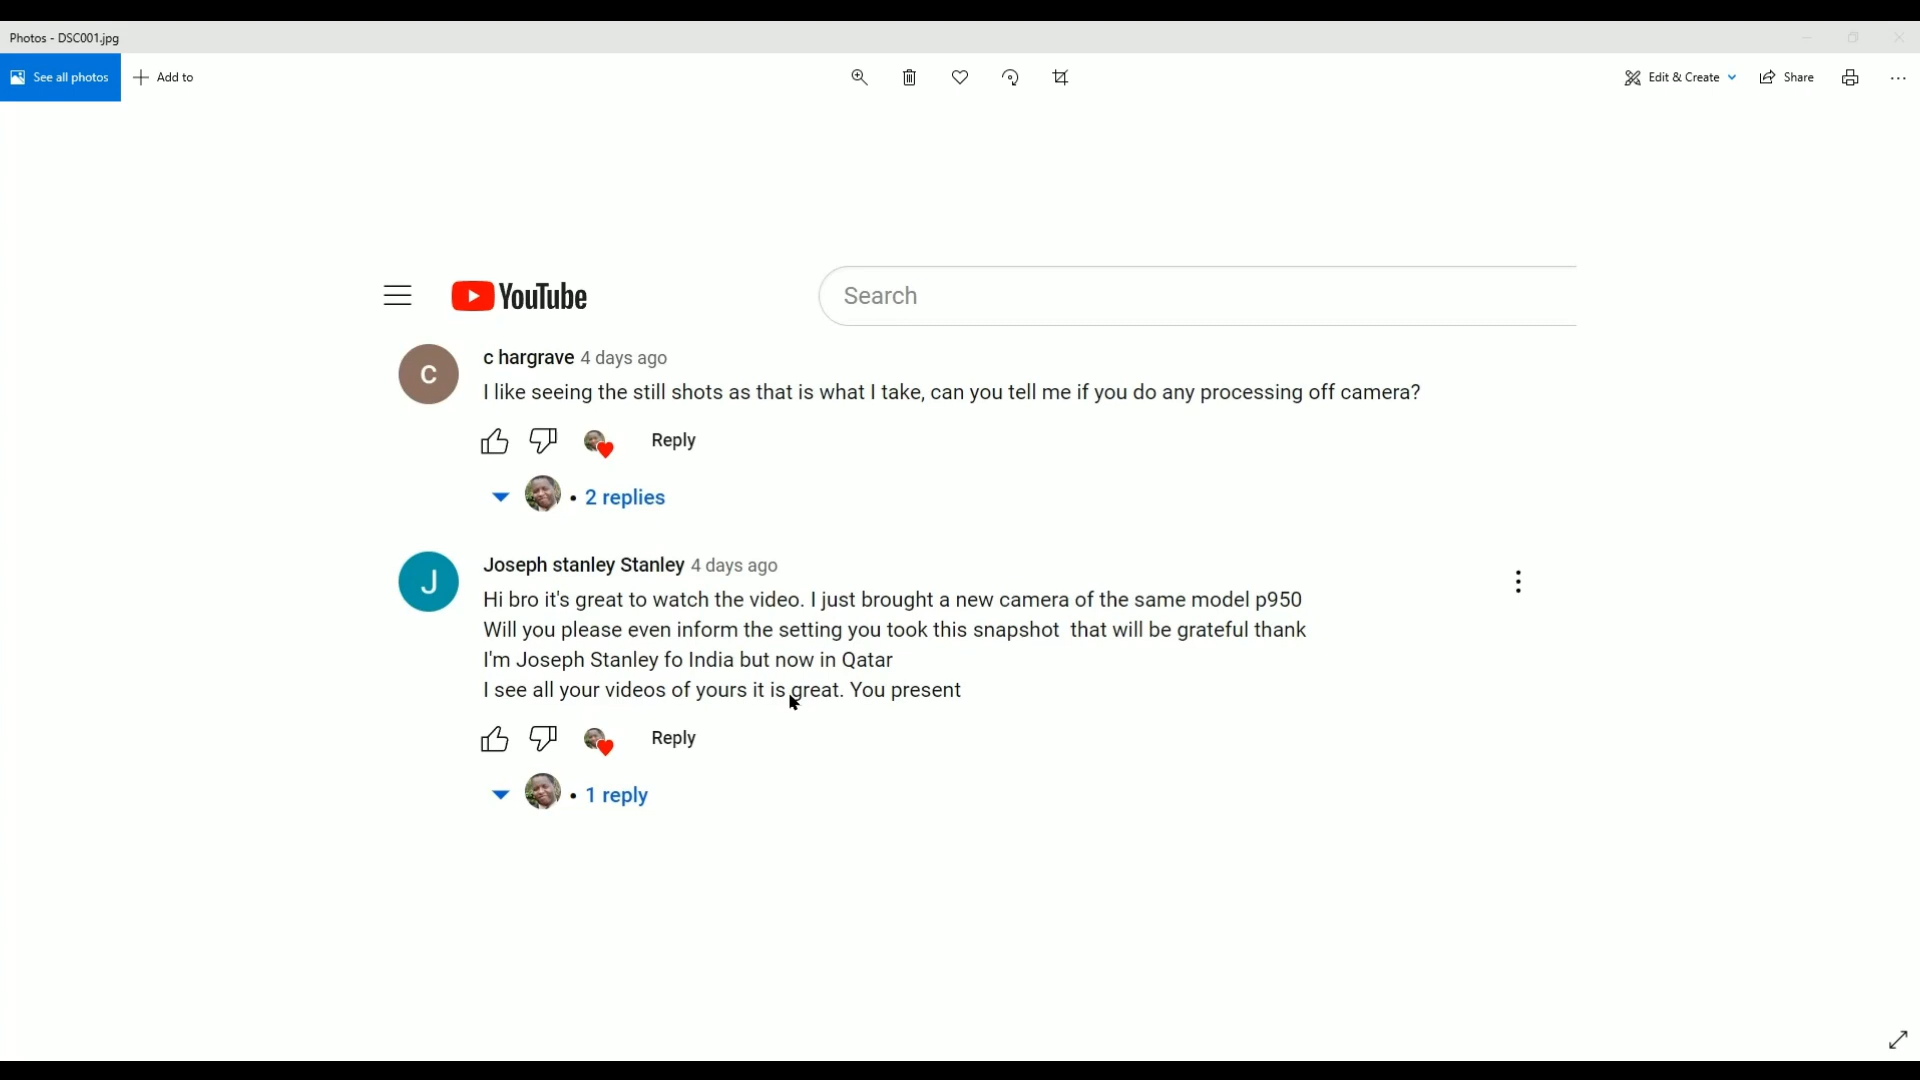 Photos - DSC001.jpg
See all photos
Add to
Edit & Create
Share
YouTube
Search
C
c hargrave 4 days ago
I like seeing the still shots as that is what I take, can you tell me if you do any processing off camera?
Reply
• 2 replies
J
Joseph stanley Stanley 4 days ago
Hi bro it's great to watch the video. I just brought a new camera of the same model p950
Will you please even inform the setting you took this snapshot  that will be grateful thank
I'm Joseph Stanley fo India but now in Qatar
I see all your videos of yours it is great. You present
Reply
• 1 reply